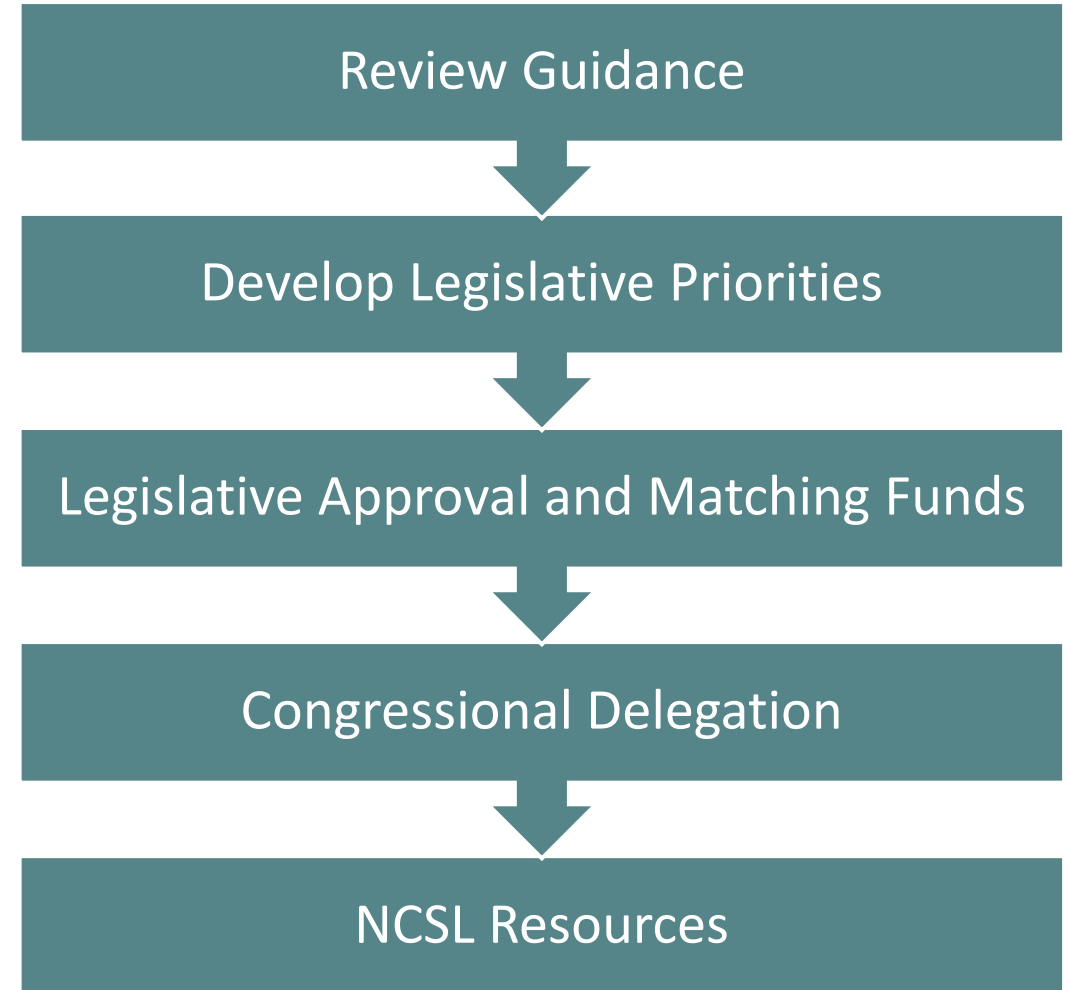 Review Guidance
Develop Legislative Priorities
Legislative Approval and Matching Funds
Congressional Delegation
NCSL Resources